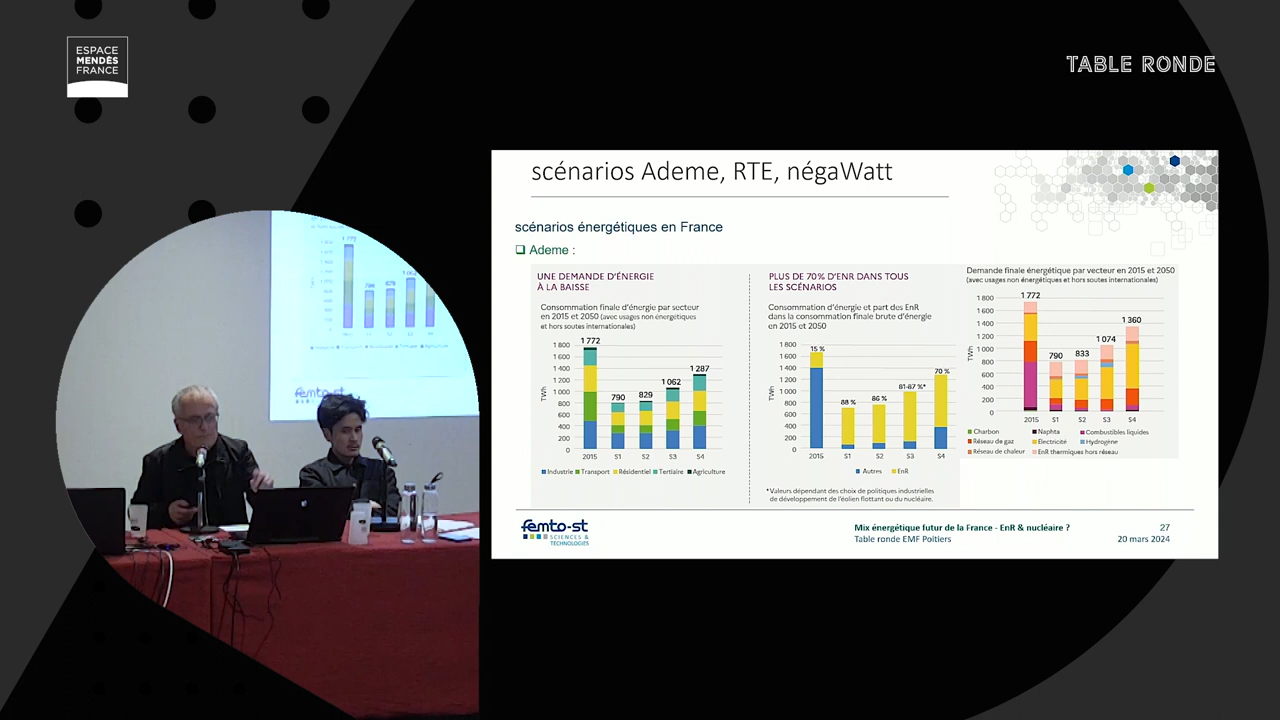 ESPACE
MENDÈS
FRANCE
TABLE RONDE
scénarios Ademe, RTE, négaWatt
scénarios énergétiques en France
Ademe :
UNE DEMANDE D'ÉNERGIE
À LA BAISSE
Consommation finale d'énergie par secteur
en 2015 et 2050 (avec usages non énergétiques
et hors soutes internationales)
TWh
1 800
1 600
1 400
1 200
1 000
800
600
400
200
0
1 772
790
829
1 062
1 287
2015 S1 S2 S3 S4
Industrie Transport Résidentiel Tertiaire Agriculture
PLUS DE 70% D'ENR DANS TOUS
LES SCÉNARIOS
Consommation d'énergie et part des EnR
dans la consommation finale brute d'énergie
en 2015 et 2050
TWh
1 800
1 600
1 400
1 200
1 000
800
600
400
200
0
15 %
88 %
86 %
81-87 %*
70 %
2015 S1 S2 S3 S4
Autres EnR
*Valeurs dépendant des choix de politiques industrielles
de développement de l'éolien flottant ou du nucléaire.
Demande finale énergétique par vecteur en 2015 et 2050
(avec usages non énergétiques et hors soutes internationales)
TWh
1 800
1 600
1 400
1 200
1 000
800
600
400
200
0
1 772
790
833
1 074
1 360
2015 S1 S2 S3 S4
Charbon Naphta Combustibles liquides
Réseau de gaz Électricité Hydrogène
Réseau de chaleur EnR thermiques hors réseau
femto-st
SCIENCES &
TECHNOLOGIES
Mix énergétique futur de la France - EnR & nucléaire ?
Table ronde EMF Poitiers
27
20 mars 2024
femto-st